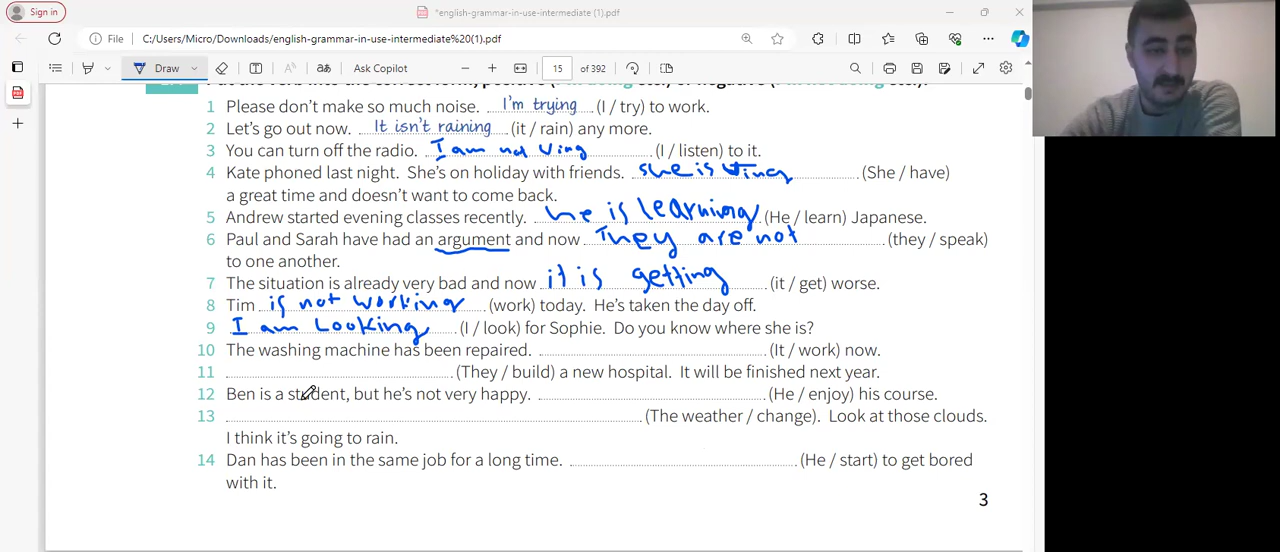 Sign in
*english-grammar-in-use-intermediate (1).pdf
File C:/Users/Micro/Downloads/english-grammar-in-use-intermediate%20(1).pdf
Draw Ask Copilot 15 of 392
1 Please don't make so much noise. I'm trying (I / try) to work.
2 Let's go out now. It isn't raining (it / rain) any more.
3 You can turn off the radio. I am not Ving (I / listen) to it.
4 Kate phoned last night. She's on holiday with friends. she is Ving (She / have)
a great time and doesn't want to come back.
5 Andrew started evening classes recently. he is learning (He / learn) Japanese.
6 Paul and Sarah have had an argument and now They are not (they / speak)
to one another.
7 The situation is already very bad and now it is getting (it / get) worse.
8 Tim is not working (work) today. He's taken the day off.
9 I am Looking (I / look) for Sophie. Do you know where she is?
10 The washing machine has been repaired. (It / work) now.
11 (They / build) a new hospital. It will be finished next year.
12 Ben is a student, but he's not very happy. (He / enjoy) his course.
13 (The weather / change). Look at those clouds.
I think it's going to rain.
14 Dan has been in the same job for a long time. (He / start) to get bored
with it.
3